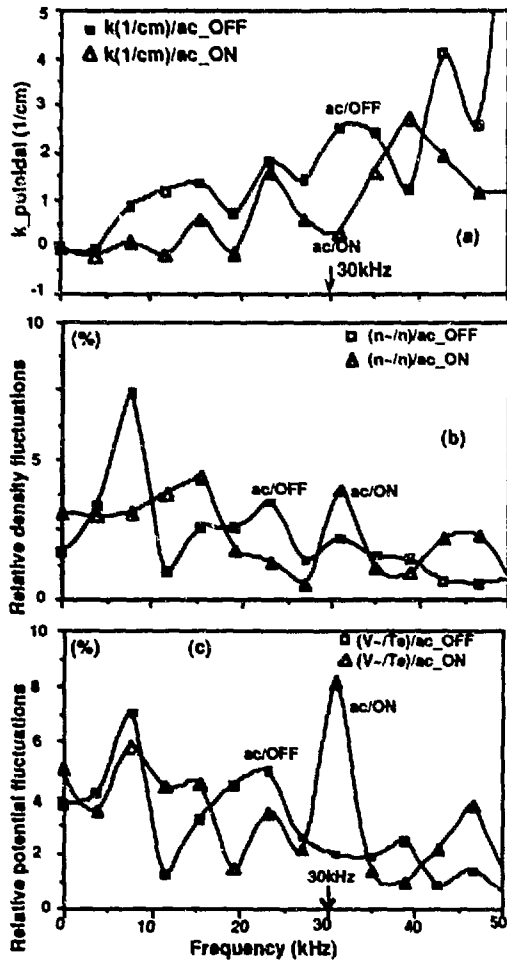 5
4
3
2
1
0
-1
k_poloidal (1/cm)
k(1/cm)/ac_OFF
k(1/cm)/ac_ON
ac/OFF
ac/ON
30kHz
(a)
10
5
0
Relative density fluctuations
(%)
(n~/n)/ac_OFF
(n~/n)/ac_ON
(b)
ac/OFF
ac/ON
10
8
6
4
2
0
Relative potential fluctuations
(%)
(c)
(V~/Te)/ac_OFF
(V~/Te)/ac_ON
ac/ON
ac/OFF
30kHz
0 10 20 30 40 50
Frequency (kHz)